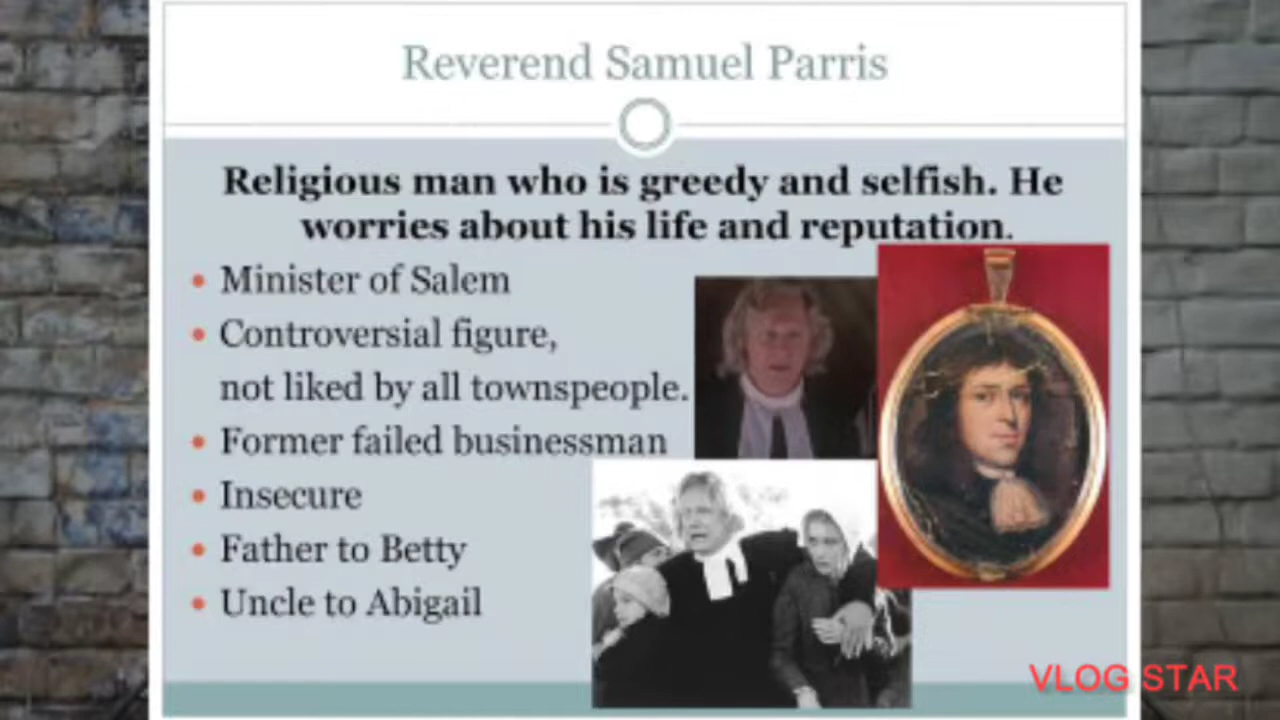 Reverend Samuel Parris
Religious man who is greedy and selfish. He
worries about his life and reputation.
• Minister of Salem
• Controversial figure,
not liked by all townspeople.
• Former failed businessman
• Insecure
• Father to Betty
• Uncle to Abigail
VLOG STAR